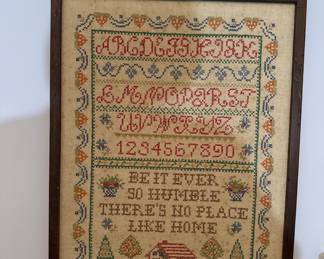 ABCDEFGHIJK
LMNOPQRST
UVWXYZ
1234567890
BE IT EVER
SO HUMBLE
THERE'S NO PLACE
LIKE HOME